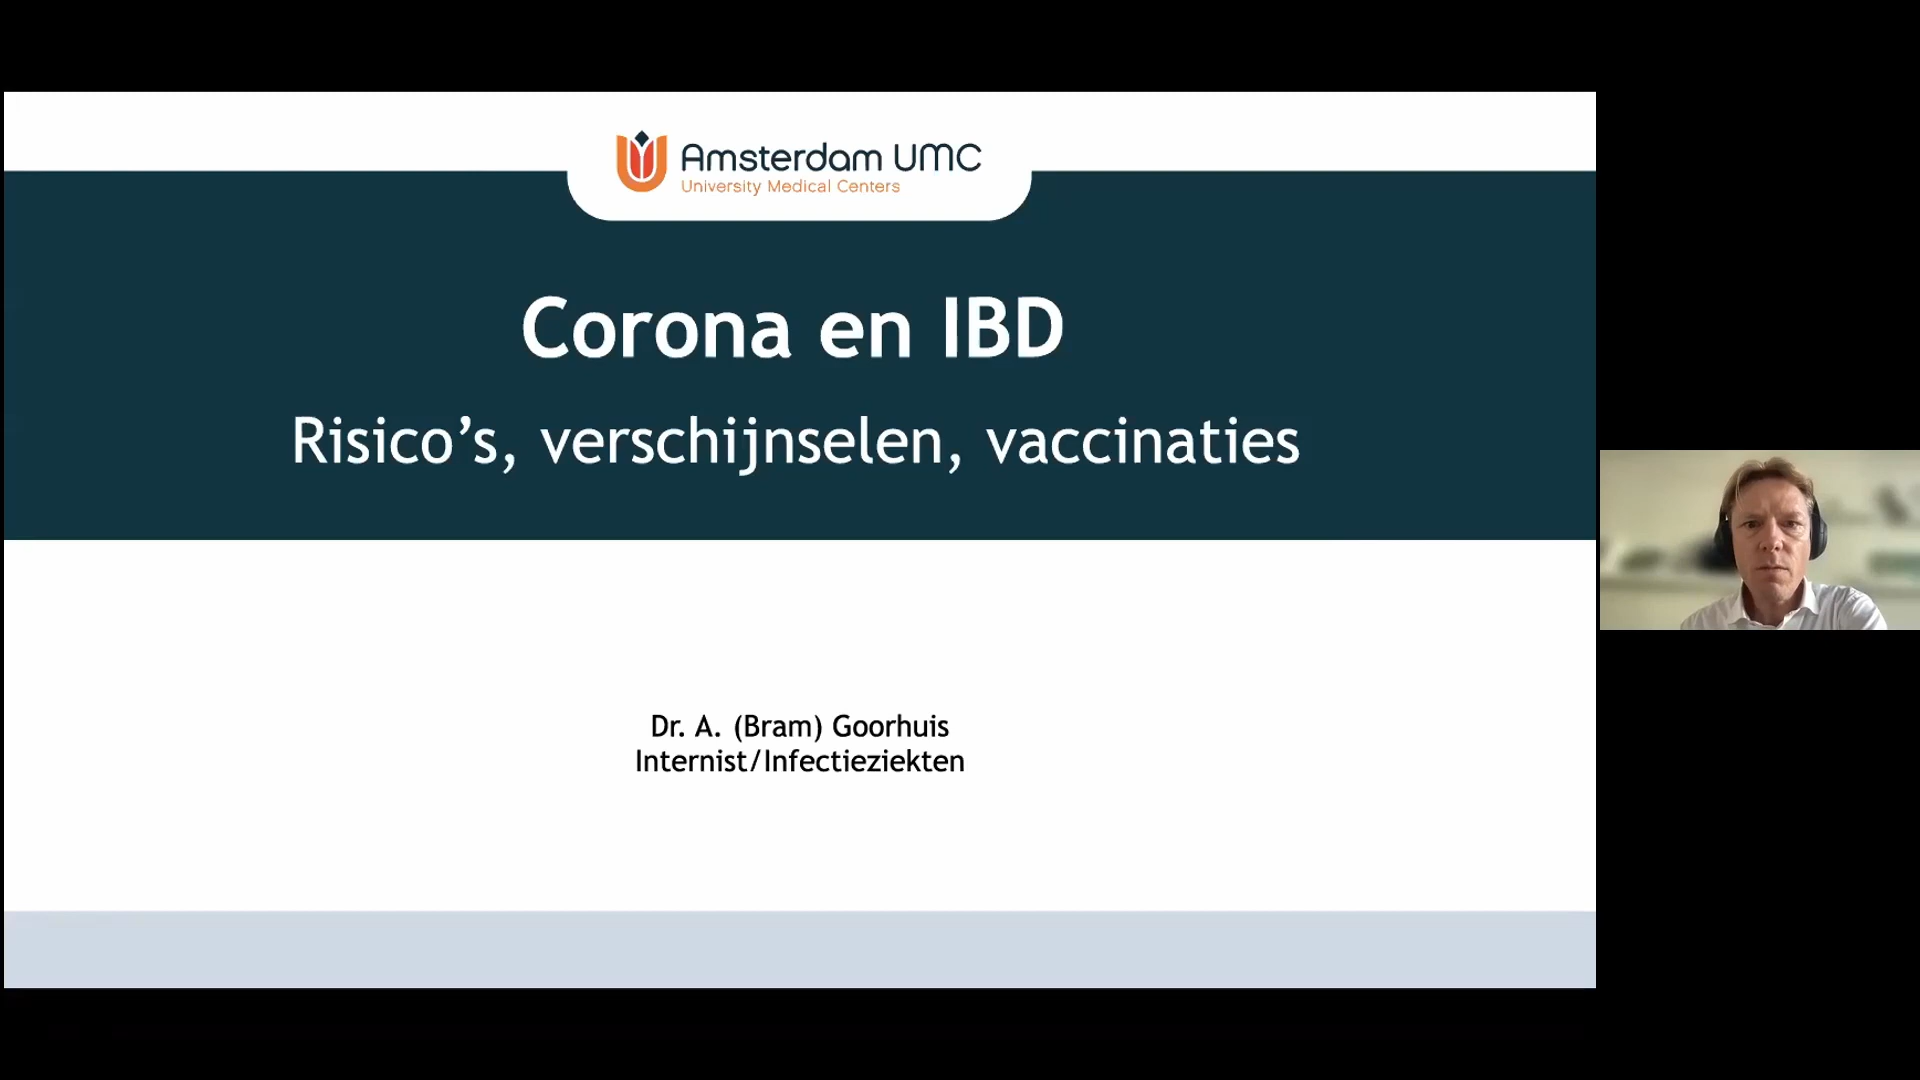 Amsterdam UMC
University Medical Centers
Corona en IBD
Risico’s, verschijnselen, vaccinaties
Dr. A. (Bram) Goorhuis
Internist/Infectieziekten